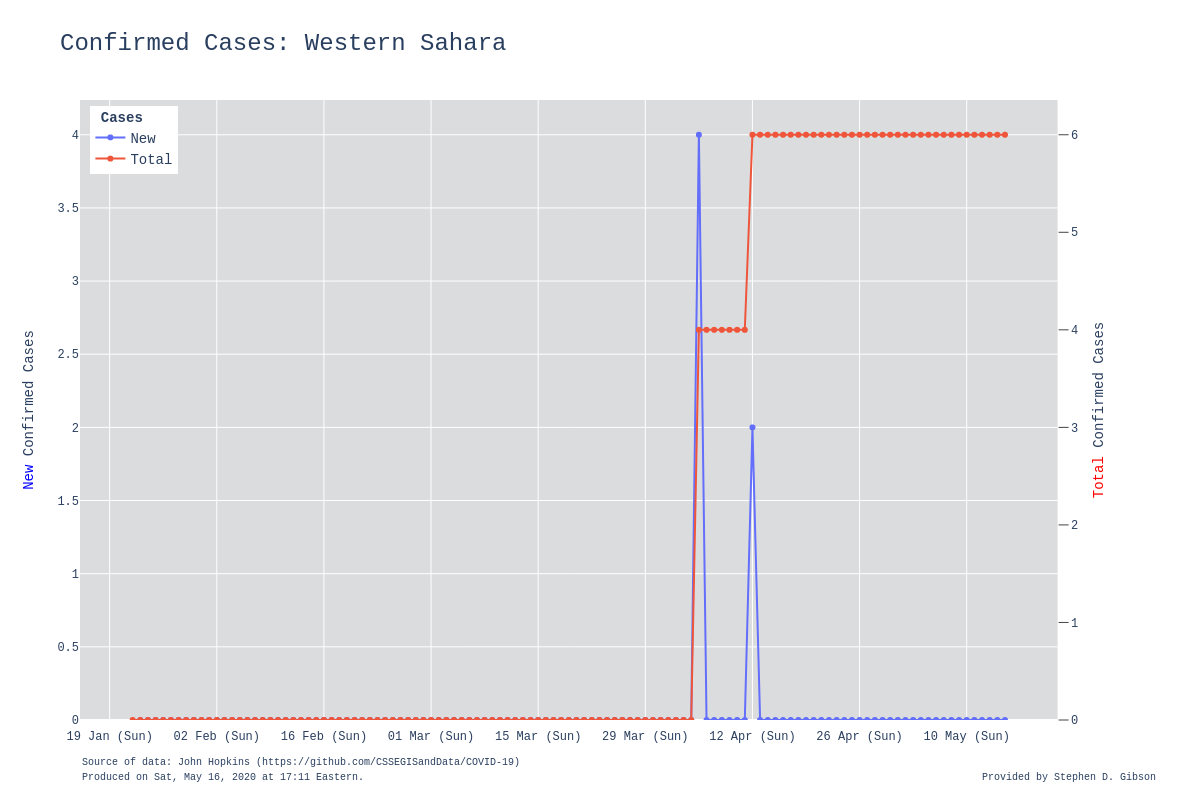 Confirmed Cases: Western Sahara
Cases
New
Total
4
3.5
3
2.5
2
1.5
1
0.5
0
New Confirmed Cases
6
5
4
3
2
1
0
Total Confirmed Cases
19 Jan (Sun) 02 Feb (Sun) 16 Feb (Sun) 01 Mar (Sun) 15 Mar (Sun) 29 Mar (Sun) 12 Apr (Sun) 26 Apr (Sun) 10 May (Sun)
Source of data: John Hopkins (https://github.com/CSSEGISandData/COVID-19)
Produced on Sat, May 16, 2020 at 17:11 Eastern.
Provided by Stephen D. Gibson